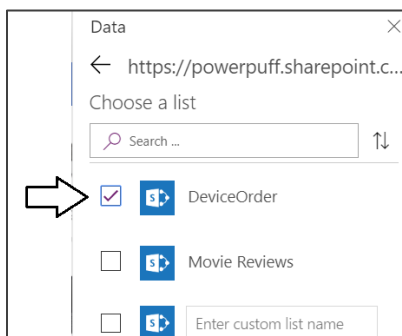 Data
https://powerpuff.sharepoint.c...
Choose a list
Search ...
DeviceOrder
Movie Reviews
Enter custom list name